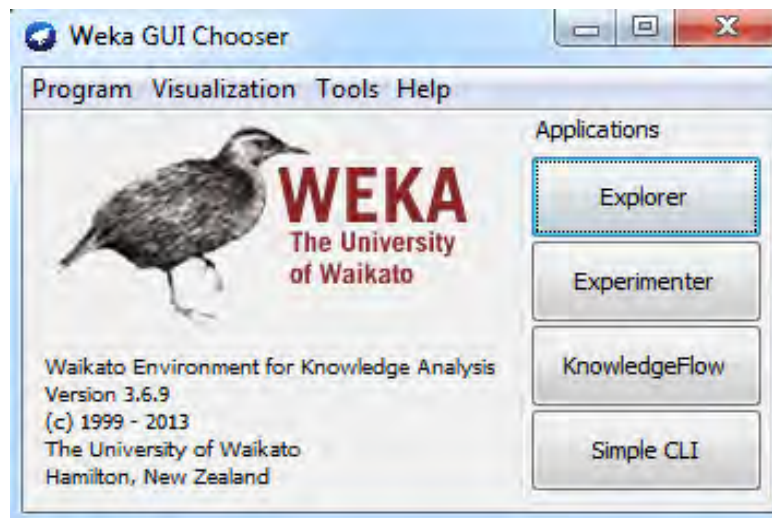 Weka GUI Chooser
Program Visualization Tools Help
Applications
WEKA
The University
of Waikato
Explorer
Experimenter
KnowledgeFlow
Simple CLI
Waikato Environment for Knowledge Analysis
Version 3.6.9
(c) 1999 - 2013
The University of Waikato
Hamilton, New Zealand